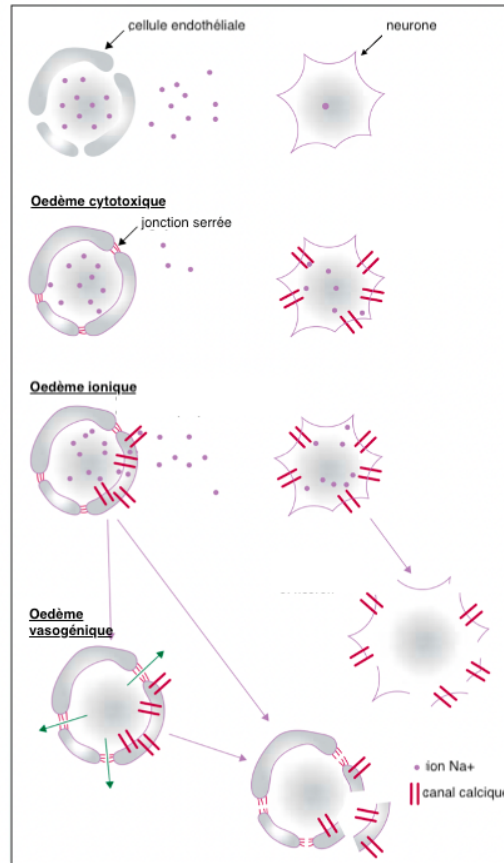 cellule endothéliale
neurone
Oedème cytotoxique
jonction serrée
Oedème ionique
Oedème
vasogénique
ion Na+
canal calcique